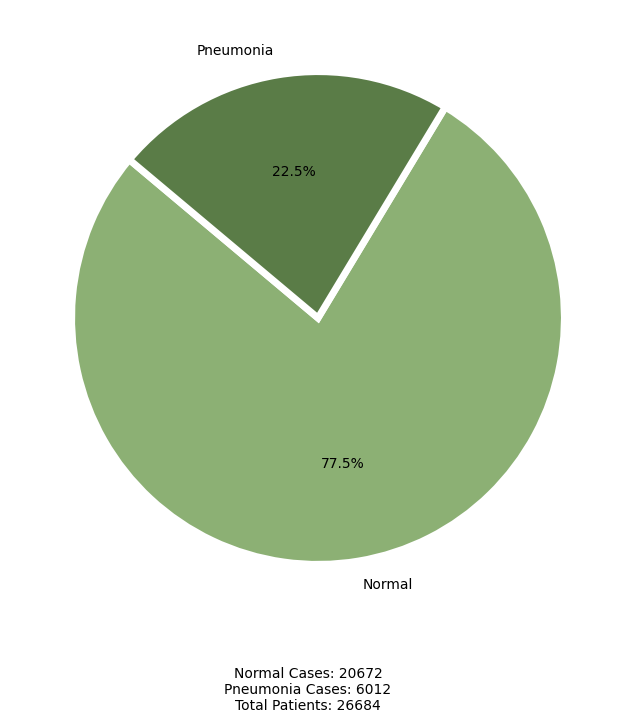 Pneumonia
22.5%
77.5%
Normal
Normal Cases: 20672
Pneumonia Cases: 6012
Total Patients: 26684